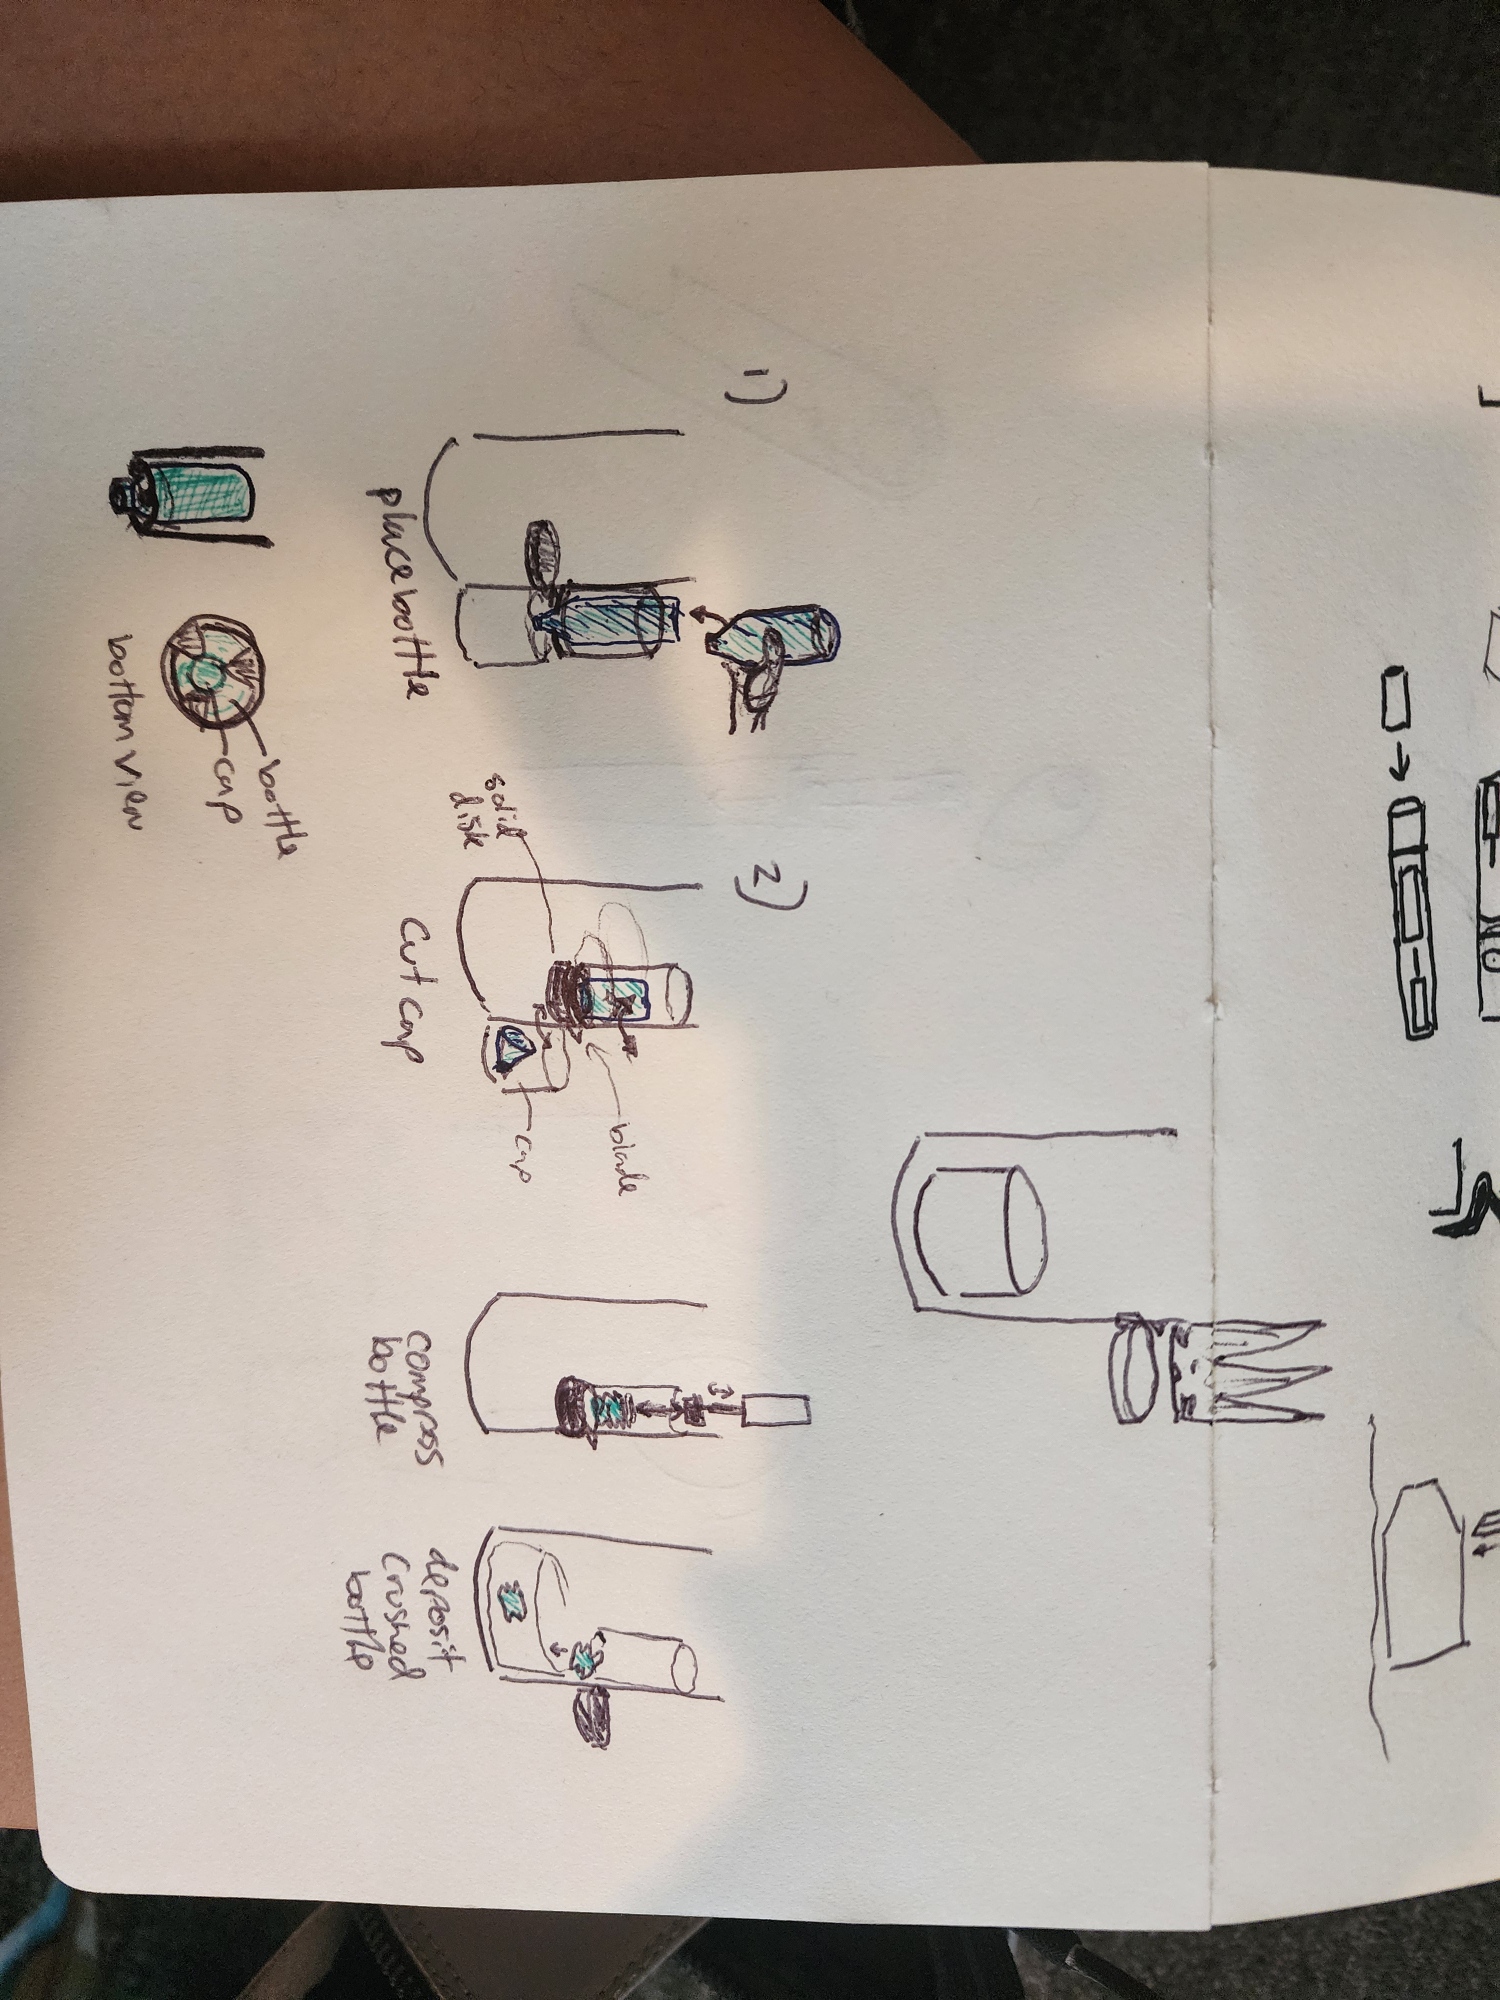 1)
2)
blade
solid
disk
cap
place bottle
cut cap
compress
bottle
deposit
crushed
bottle
bottle
cap
bottom view